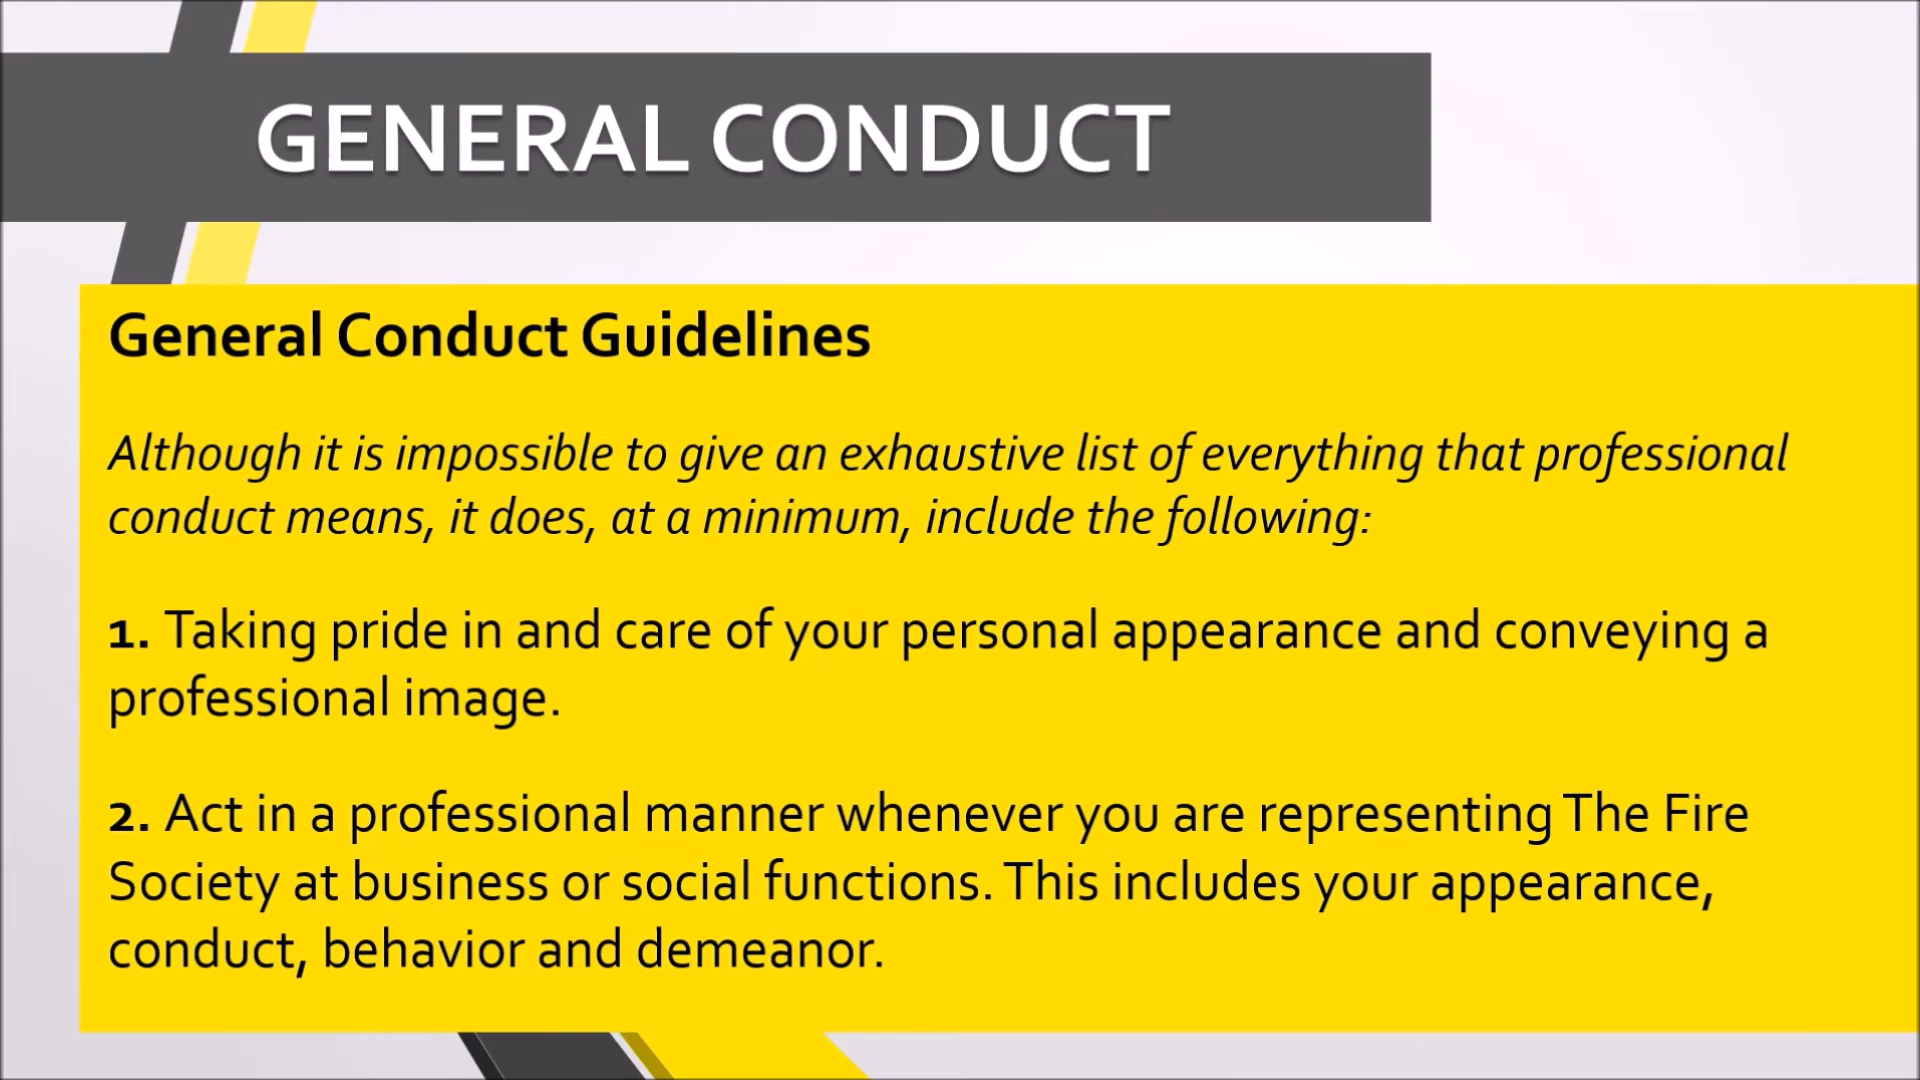 GENERAL CONDUCT
General Conduct Guidelines
Although it is impossible to give an exhaustive list of everything that professional
conduct means, it does, at a minimum, include the following:
1. Taking pride in and care of your personal appearance and conveying a
professional image.
2. Act in a professional manner whenever you are representing The Fire
Society at business or social functions. This includes your appearance,
conduct, behavior and demeanor.